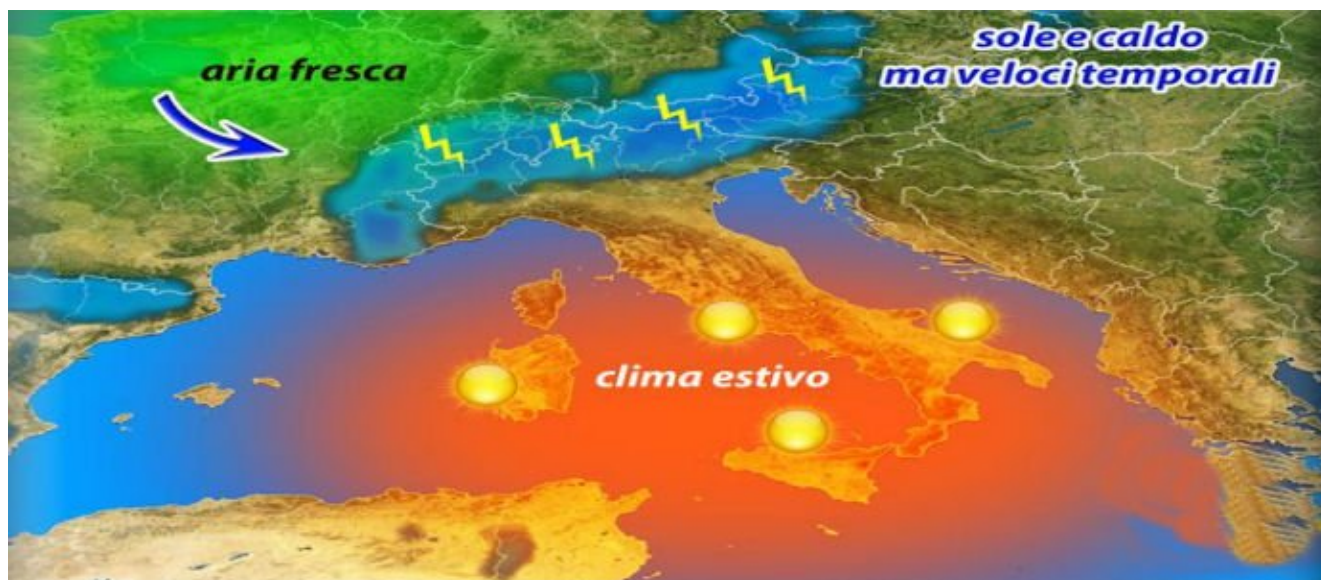 aria fresca
sole e caldo
ma veloci temporali
clima estivo